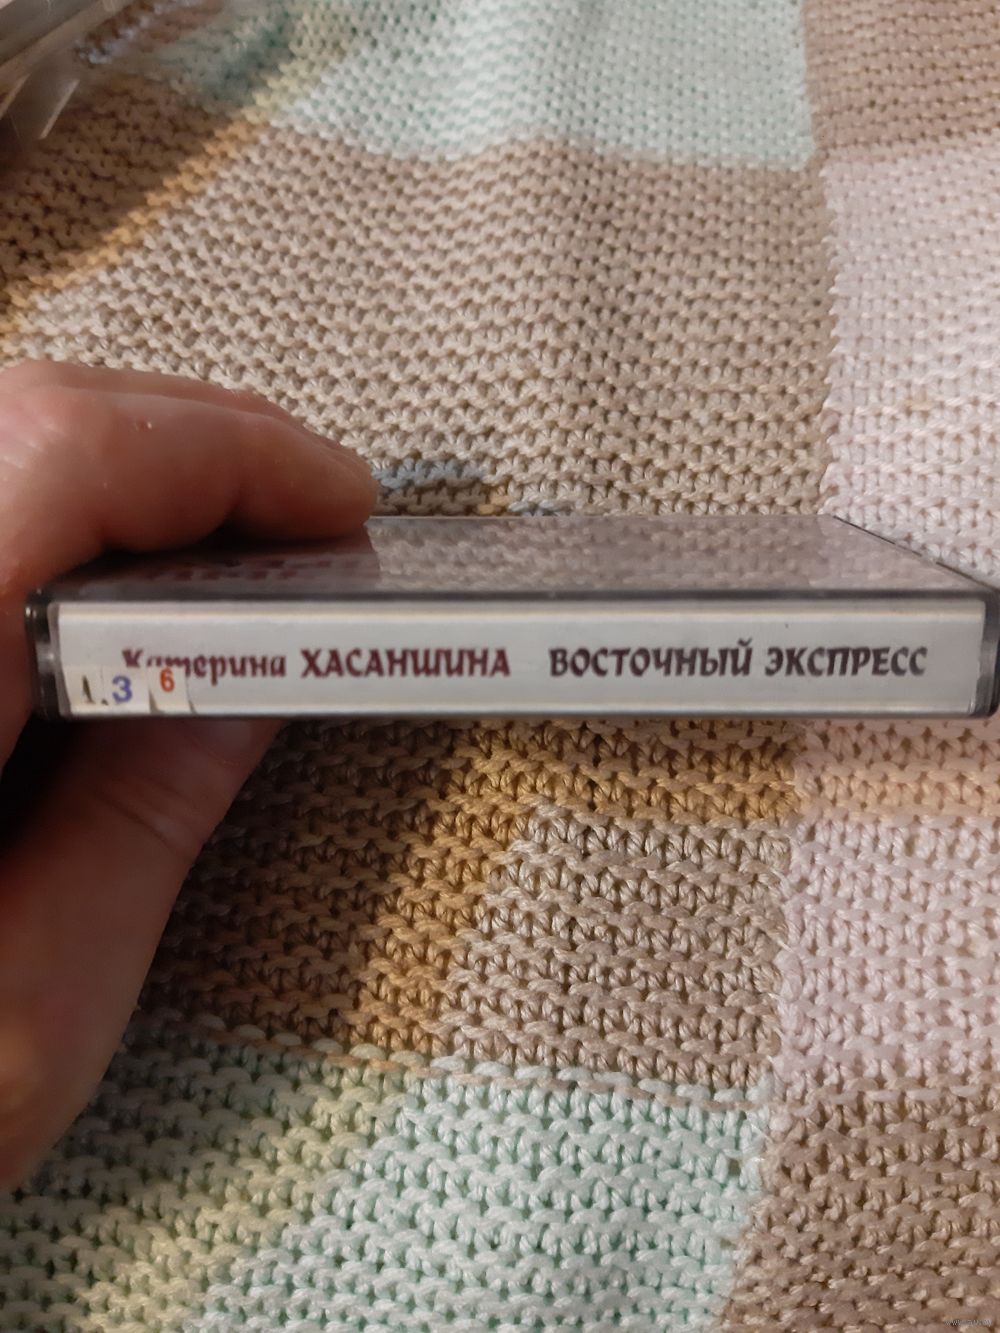 Катерина ХАСАНШИНА ВОСТОЧНЫЙ ЭКСПРЕСС
3 6